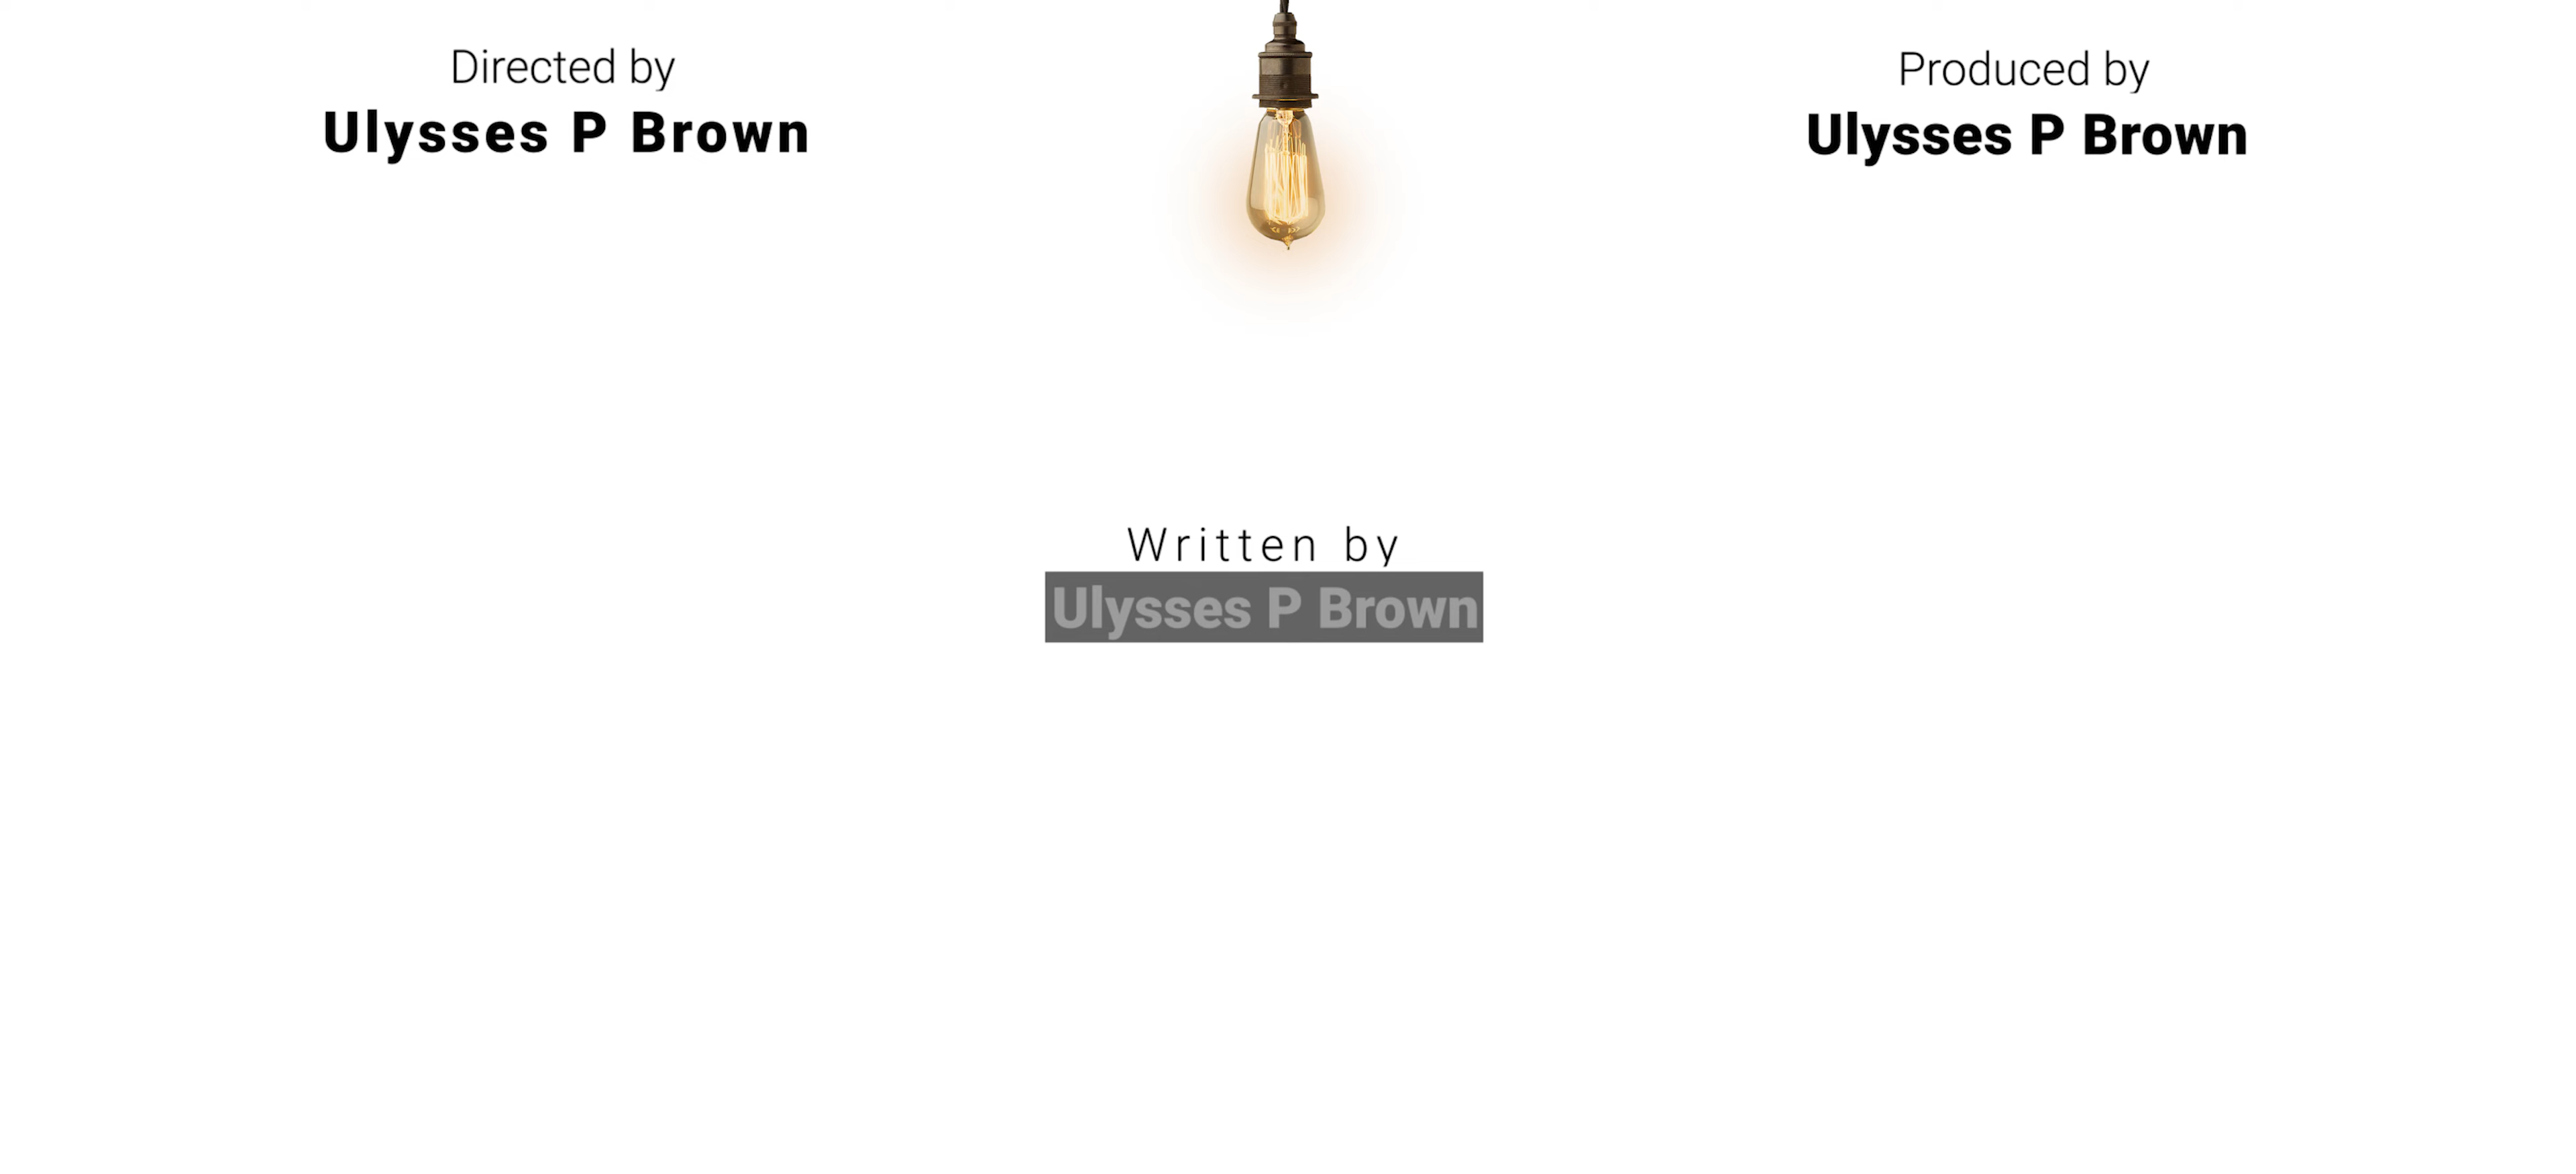 Directed by
Ulysses P Brown
Produced by
Ulysses P Brown
Written by
Ulysses P Brown